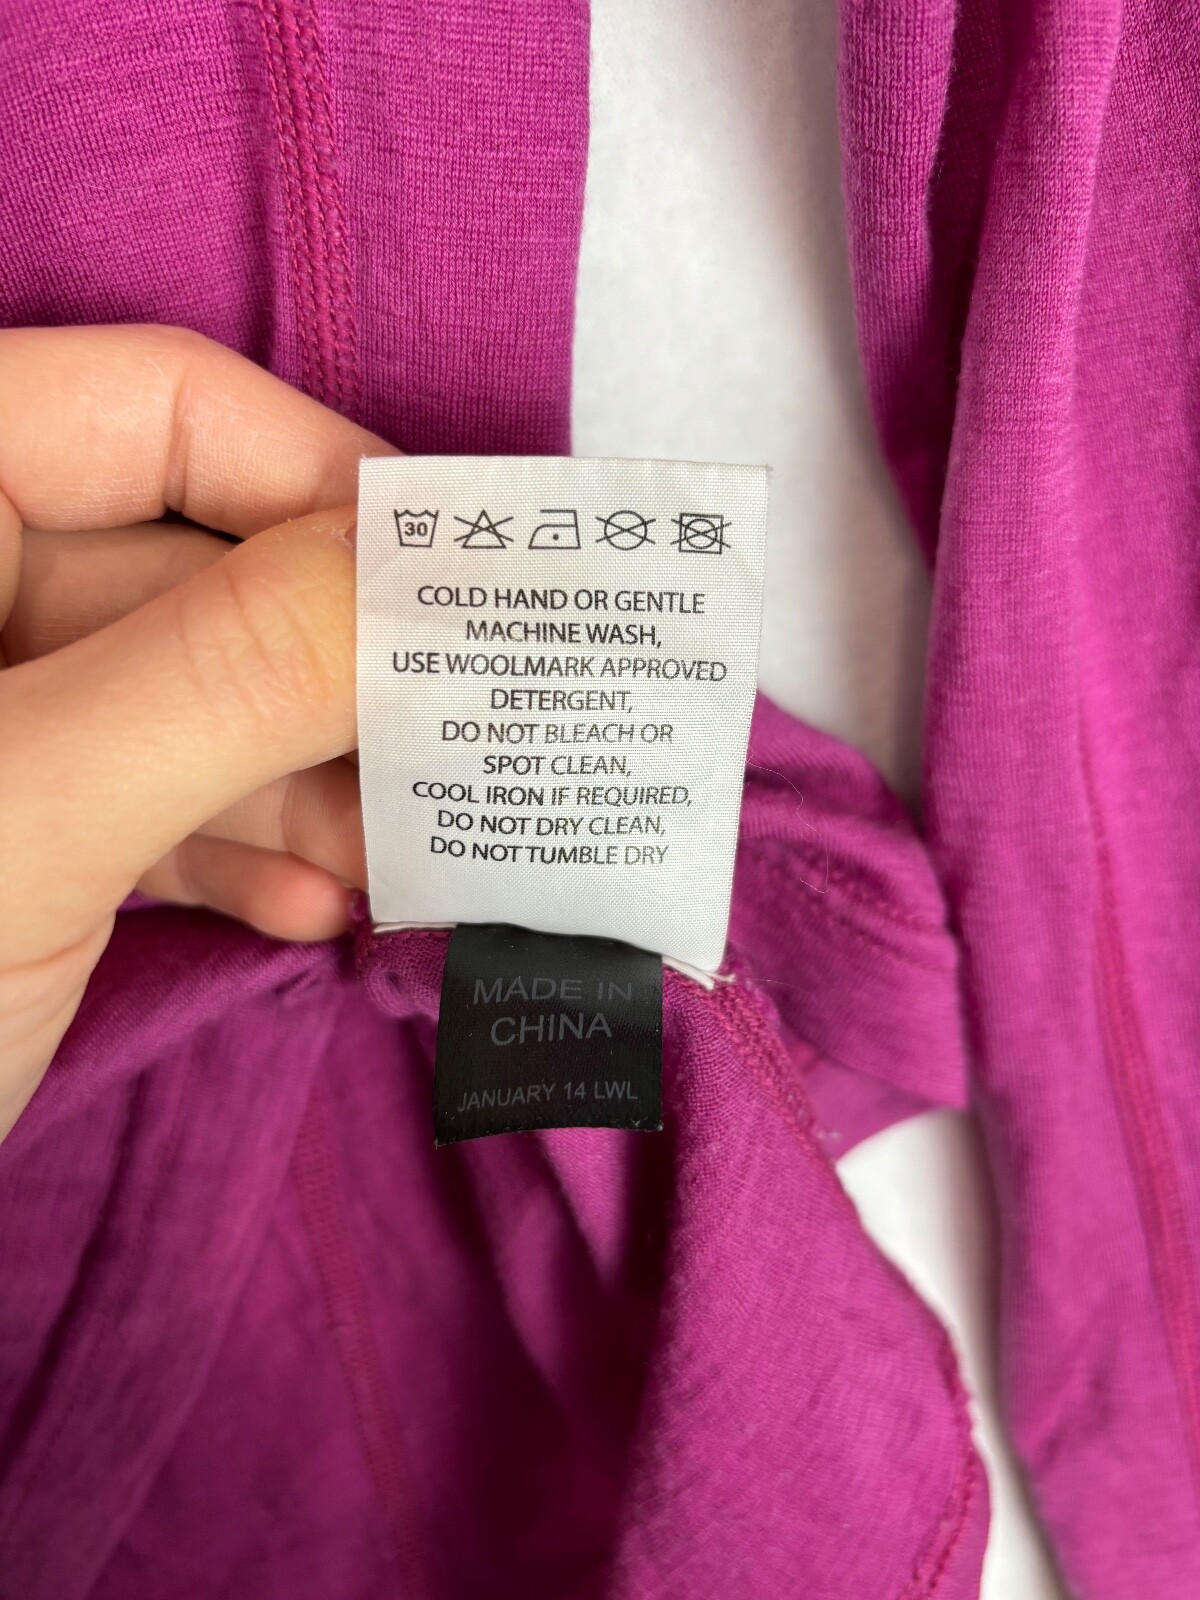 30
COLD HAND OR GENTLE
MACHINE WASH,
USE WOOLMARK APPROVED
DETERGENT,
DO NOT BLEACH OR
SPOT CLEAN,
COOL IRON IF REQUIRED,
DO NOT DRY CLEAN,
DO NOT TUMBLE DRY
MADE IN
CHINA
JANUARY 14 LWL